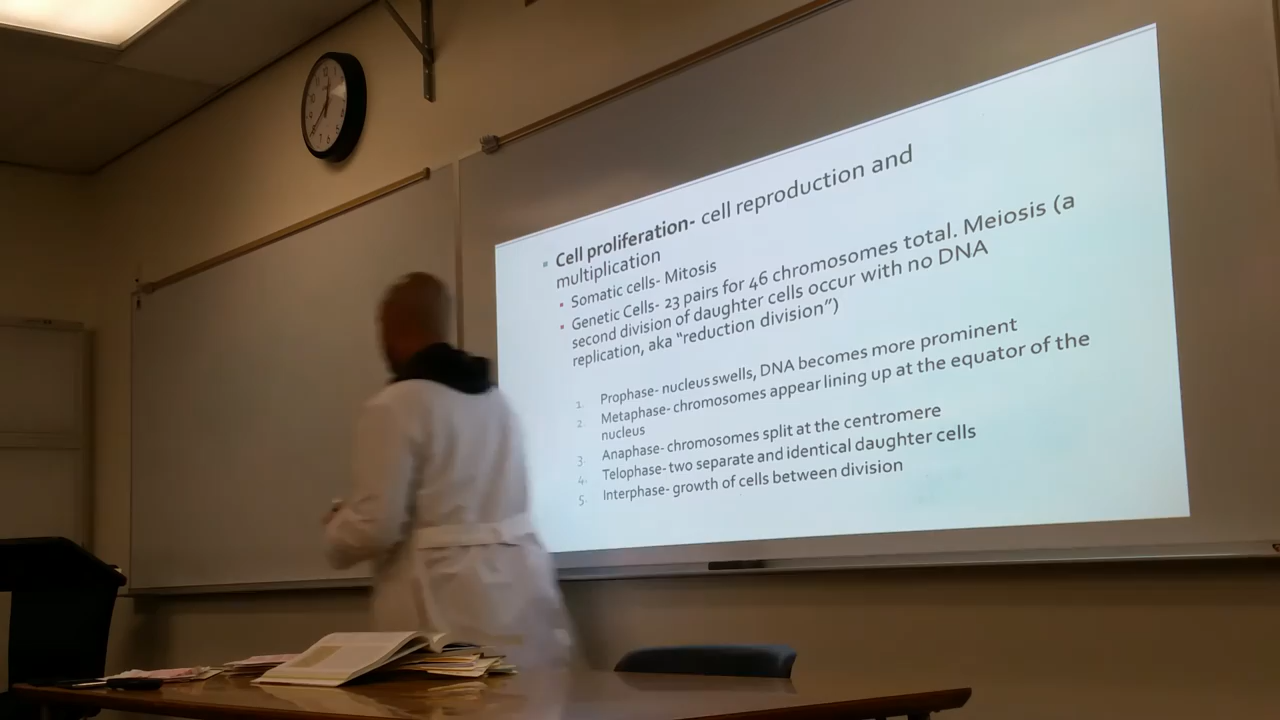 ▪ Cell proliferation- cell reproduction and
multiplication
▪ Somatic cells- Mitosis
▪ Genetic Cells- 23 pairs for 46 chromosomes total. Meiosis (a
second division of daughter cells occur with no DNA
replication, aka “reduction division”)
1. Prophase- nucleus swells, DNA becomes more prominent
2. Metaphase- chromosomes appear lining up at the equator of the
nucleus
3. Anaphase- chromosomes split at the centromere
4. Telophase- two separate and identical daughter cells
5. Interphase- growth of cells between division